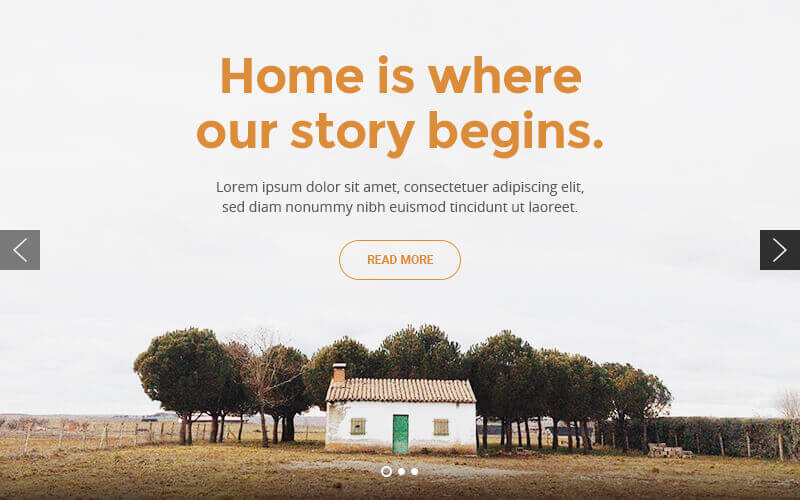 Home is where
our story begins.
Lorem ipsum dolor sit amet, consectetuer adipiscing elit,
sed diam nonummy nibh euismod tincidunt ut laoreet.
READ MORE